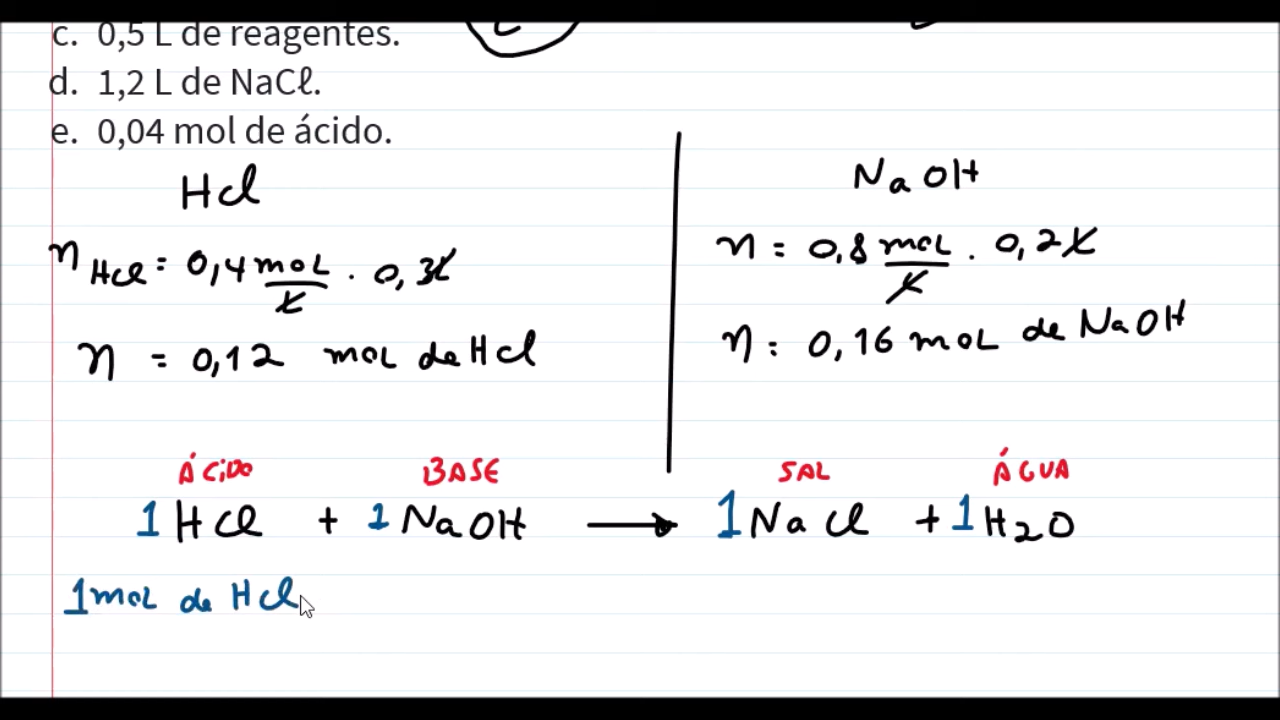 c. 0,5 L de reagentes.
d. 1,2 L de NaCℓ.
e. 0,04 mol de ácido.
HCl
NaOH
n HCl = 0,4 mol/L . 0,3L
n = 0,8 mol/L . 0,2L
n = 0,12 mol de HCl
n = 0,16 mol de NaOH
ÁCIDO BASE SAL ÁGUA
1 HCl + 1 NaOH → 1 NaCl + 1 H2O
1 mol de HCl